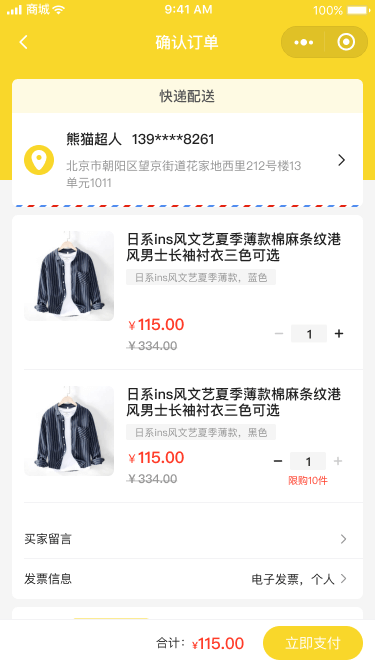 商城 9:41 AM 100%
确认订单
快递配送
熊猫超人 139****8261
北京市朝阳区望京街道花家地西里212号楼13
单元1011
日系ins风文艺夏季薄款棉麻条纹港
风男士长袖衬衣三色可选
日系ins风文艺夏季薄款，蓝色
￥115.00
￥334.00
− 1 +
日系ins风文艺夏季薄款棉麻条纹港
风男士长袖衬衣三色可选
日系ins风文艺夏季薄款，黑色
￥115.00
￥334.00
− 1 +
限购10件
买家留言
发票信息 电子发票，个人
合计：¥115.00 立即支付